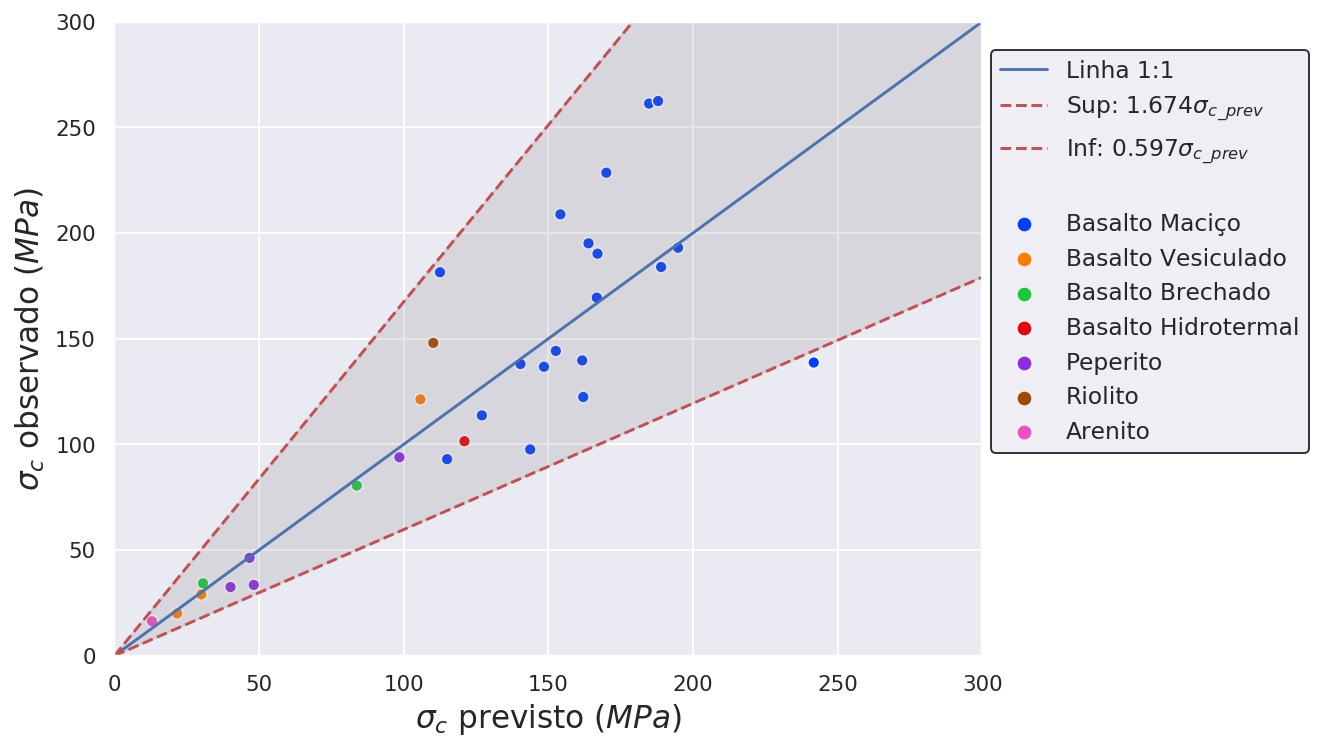 300
250
200
150
100
50
0
σc observado (MPa)
0 50 100 150 200 250 300
σc previsto (MPa)
Linha 1:1
Sup: 1.674σc_prev
Inf: 0.597σc_prev
Basalto Maciço
Basalto Vesiculado
Basalto Brechado
Basalto Hidrotermal
Peperito
Riolito
Arenito